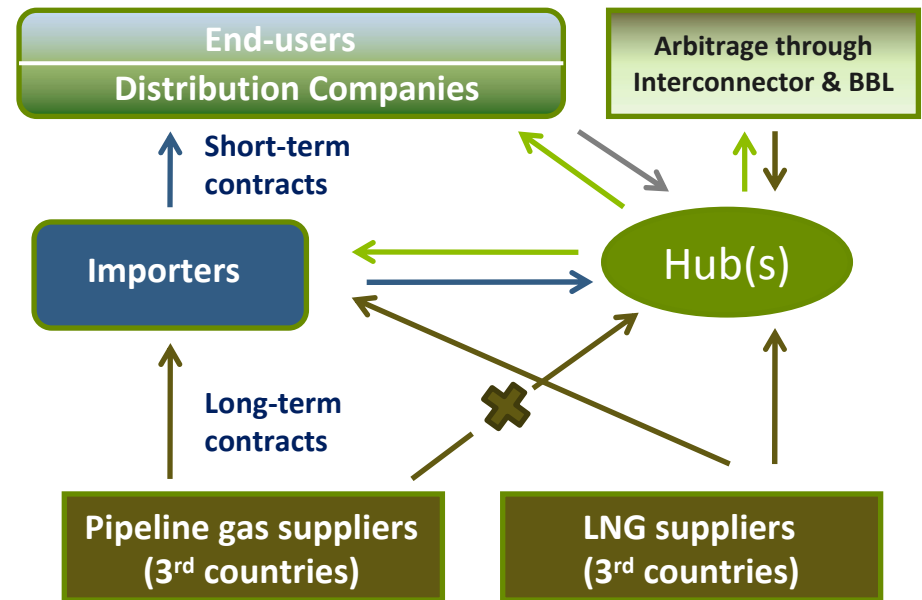 End-users
Distribution Companies
Arbitrage through
Interconnector & BBL
Short-term
contracts
Importers
Hub(s)
Long-term
contracts
Pipeline gas suppliers
(3rd countries)
LNG suppliers
(3rd countries)